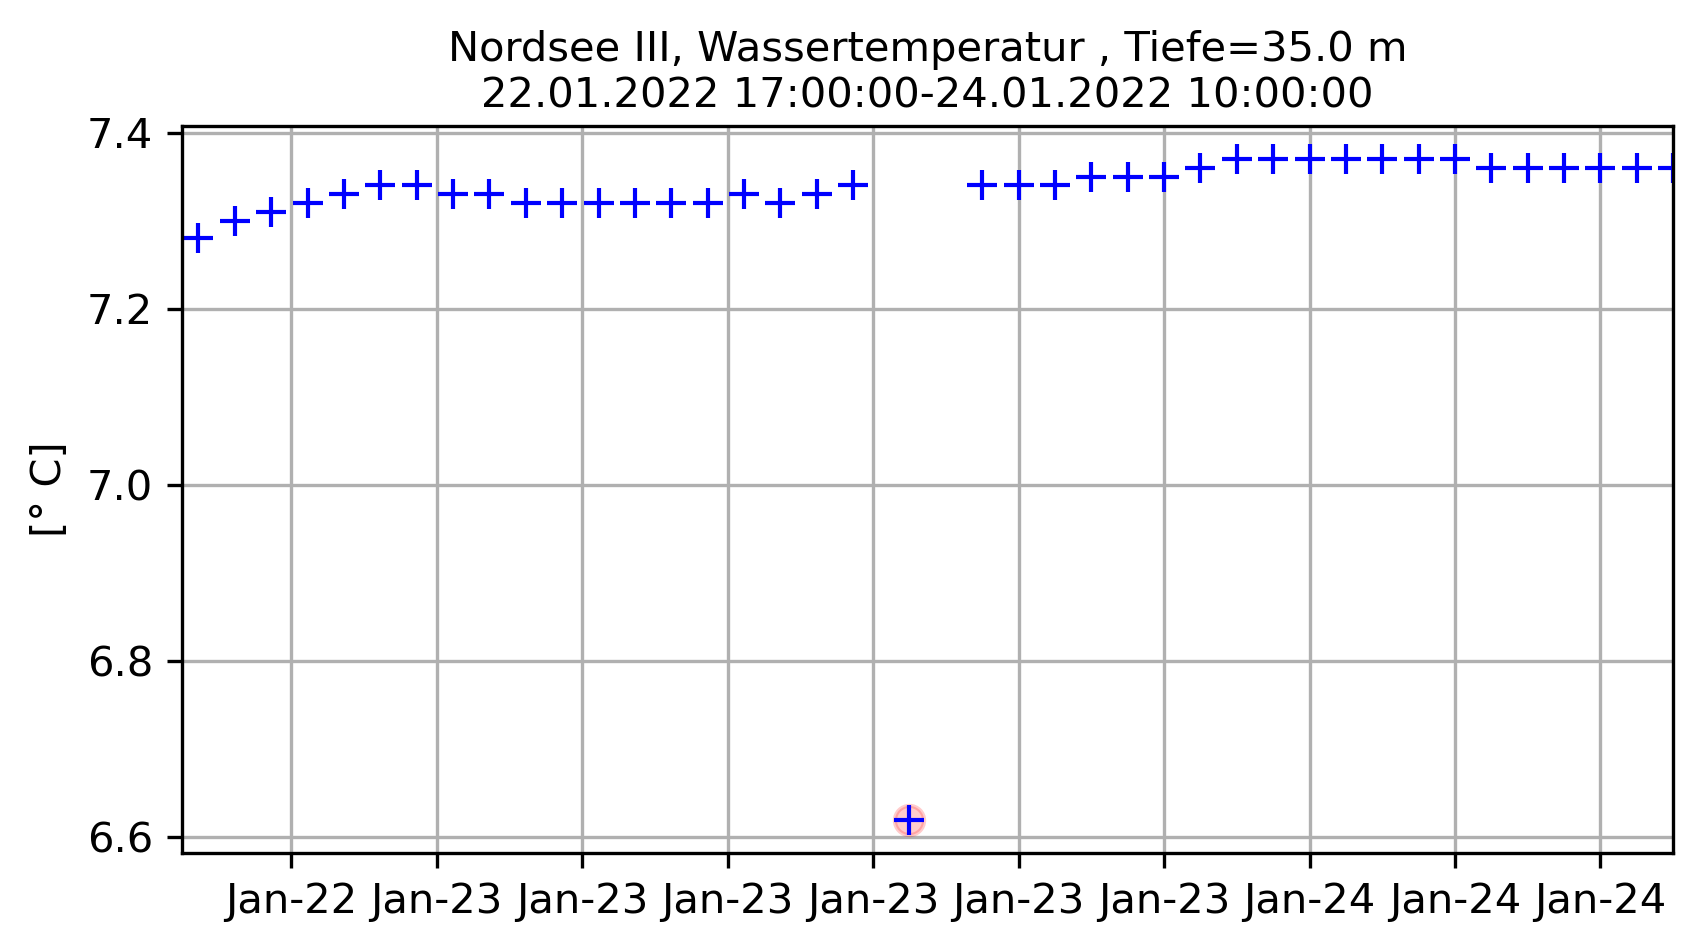 Nordsee III, Wassertemperatur , Tiefe=35.0 m
22.01.2022 17:00:00-24.01.2022 10:00:00
7.4
7.2
7.0
6.8
6.6
[° C]
Jan-22 Jan-23 Jan-23 Jan-23 Jan-23 Jan-23 Jan-23 Jan-24 Jan-24 Jan-24